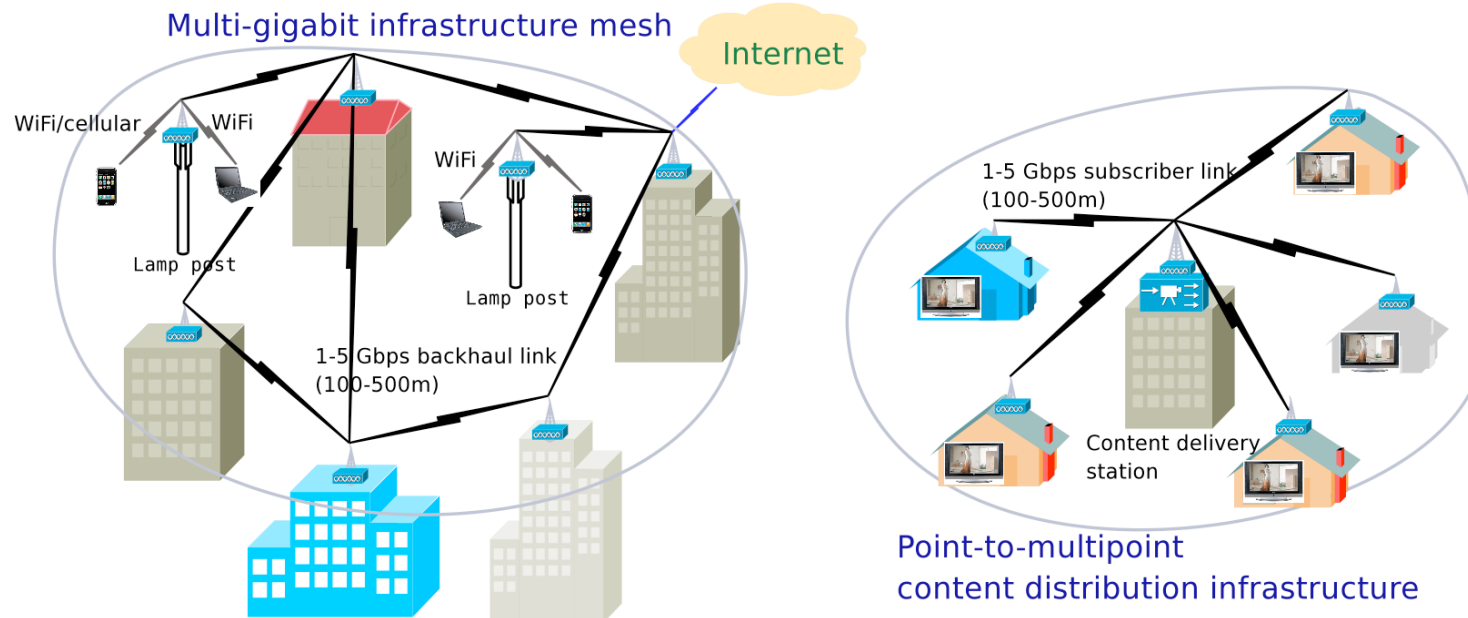 Multi-gigabit infrastructure mesh
Internet
WiFi/cellular
WiFi
WiFi
Lamp post
Lamp post
1-5 Gbps backhaul link
(100-500m)
1-5 Gbps subscriber link
(100-500m)
Content delivery
station
Point-to-multipoint
content distribution infrastructure